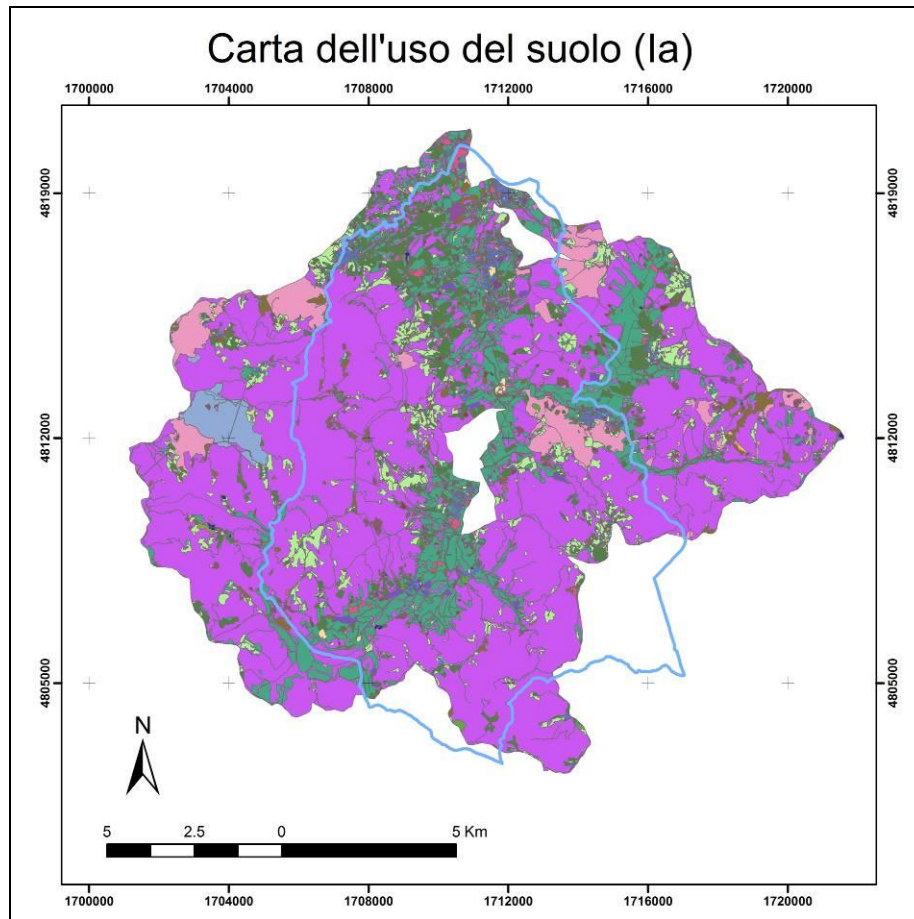 Carta dell'uso del suolo (Ia)
1700000 1704000 1708000 1712000 1716000 1720000
4819000 4819000
4812000 4812000
4805000 4805000
N
5 2.5 0 5 Km
1700000 1704000 1708000 1712000 1716000 1720000